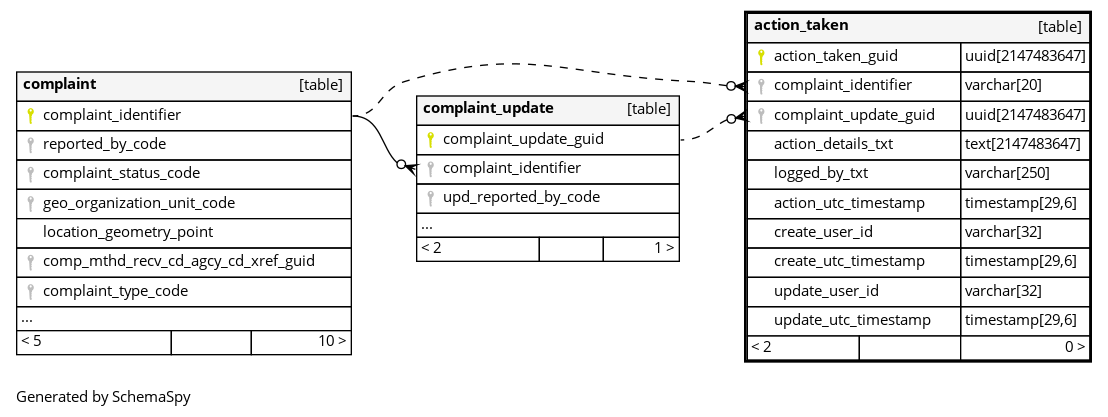 complaint [table]
complaint_identifier
reported_by_code
complaint_status_code
geo_organization_unit_code
location_geometry_point
comp_mthd_recv_cd_agcy_cd_xref_guid
complaint_type_code
...
< 5 10 >
complaint_update [table]
complaint_update_guid
complaint_identifier
upd_reported_by_code
...
< 2 1 >
action_taken [table]
action_taken_guid uuid[2147483647]
complaint_identifier varchar[20]
complaint_update_guid uuid[2147483647]
action_details_txt text[2147483647]
logged_by_txt varchar[250]
action_utc_timestamp timestamp[29,6]
create_user_id varchar[32]
create_utc_timestamp timestamp[29,6]
update_user_id varchar[32]
update_utc_timestamp timestamp[29,6]
< 2 0 >
Generated by SchemaSpy